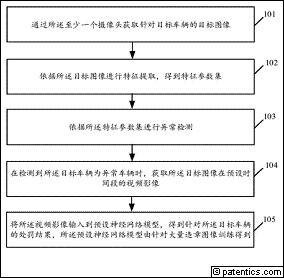 通过所述至少一个摄像头获取针对目标车辆的目标图像
101
依据所述目标图像进行特征提取，得到特征参数集
102
依据所述特征参数集进行异常检测
103
在检测到所述目标车辆为异常车辆时，获取所述目标图像在预设时
间段的视频影像
104
将所述视频影像输入到预设神经网络模型，得到针对所述目标车辆
的处罚结果，所述预设神经网络模型由针对大量违章图像训练得到
105
© patentics.com